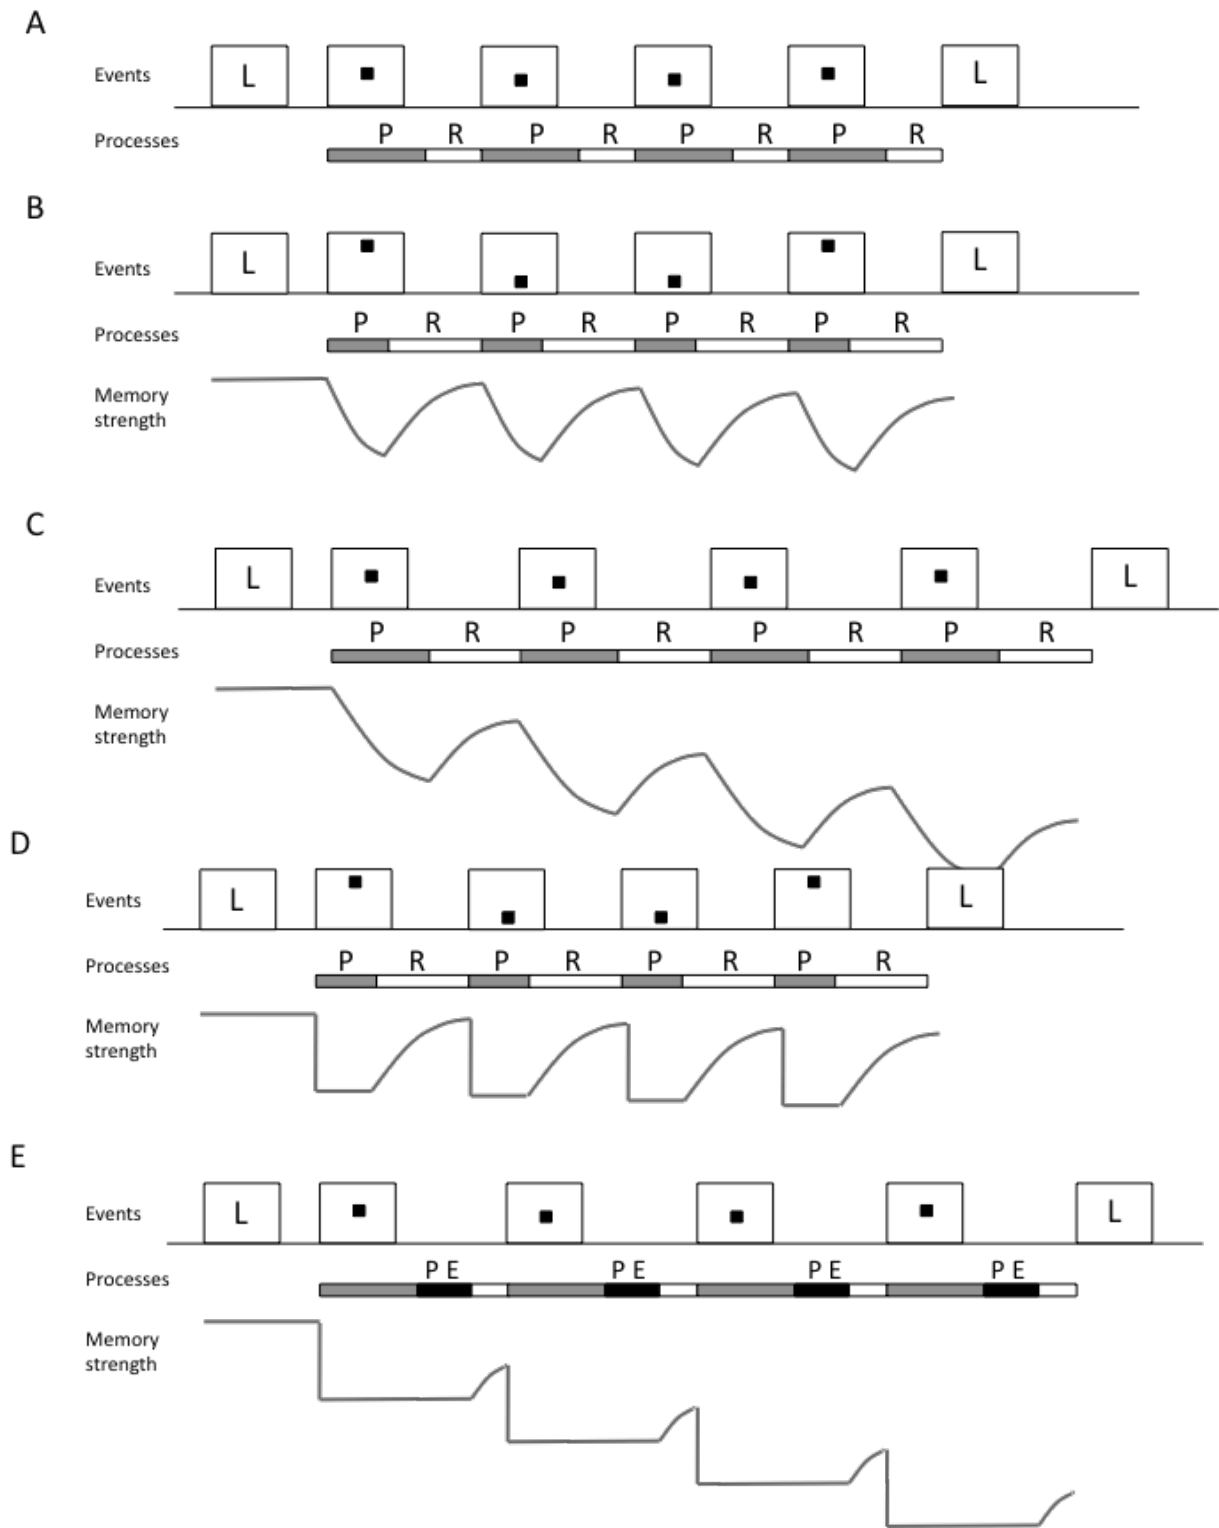 A
Events L L
P R P R P R P R
Processes
B
Events L L
P R P R P R P R
Processes
Memory
strength
C
Events L L
P R P R P R P R
Processes
Memory
strength
D
Events L L
P R P R P R P R
Processes
Memory
strength
E
Events L L
P E P E P E P E
Processes
Memory
strength